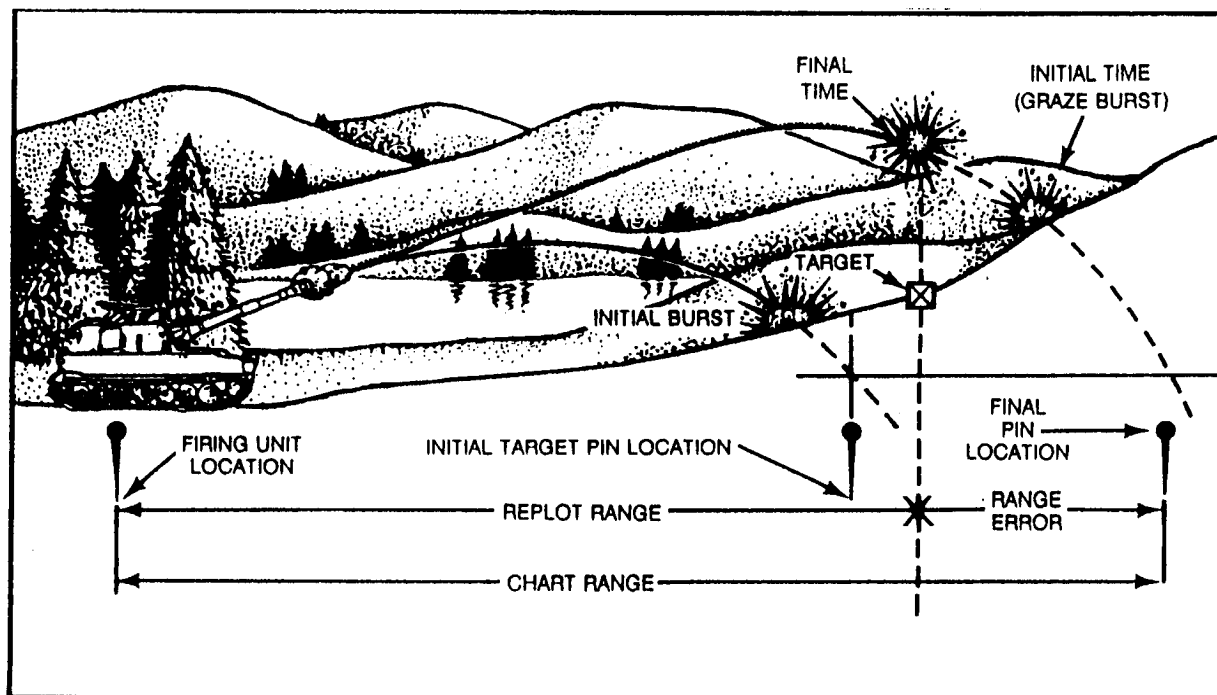 FINAL
TIME
INITIAL TIME
(GRAZE BURST)
TARGET
INITIAL BURST
FIRING UNIT
LOCATION
INITIAL TARGET PIN LOCATION
FINAL
PIN
LOCATION
REPLOT RANGE
RANGE
ERROR
CHART RANGE